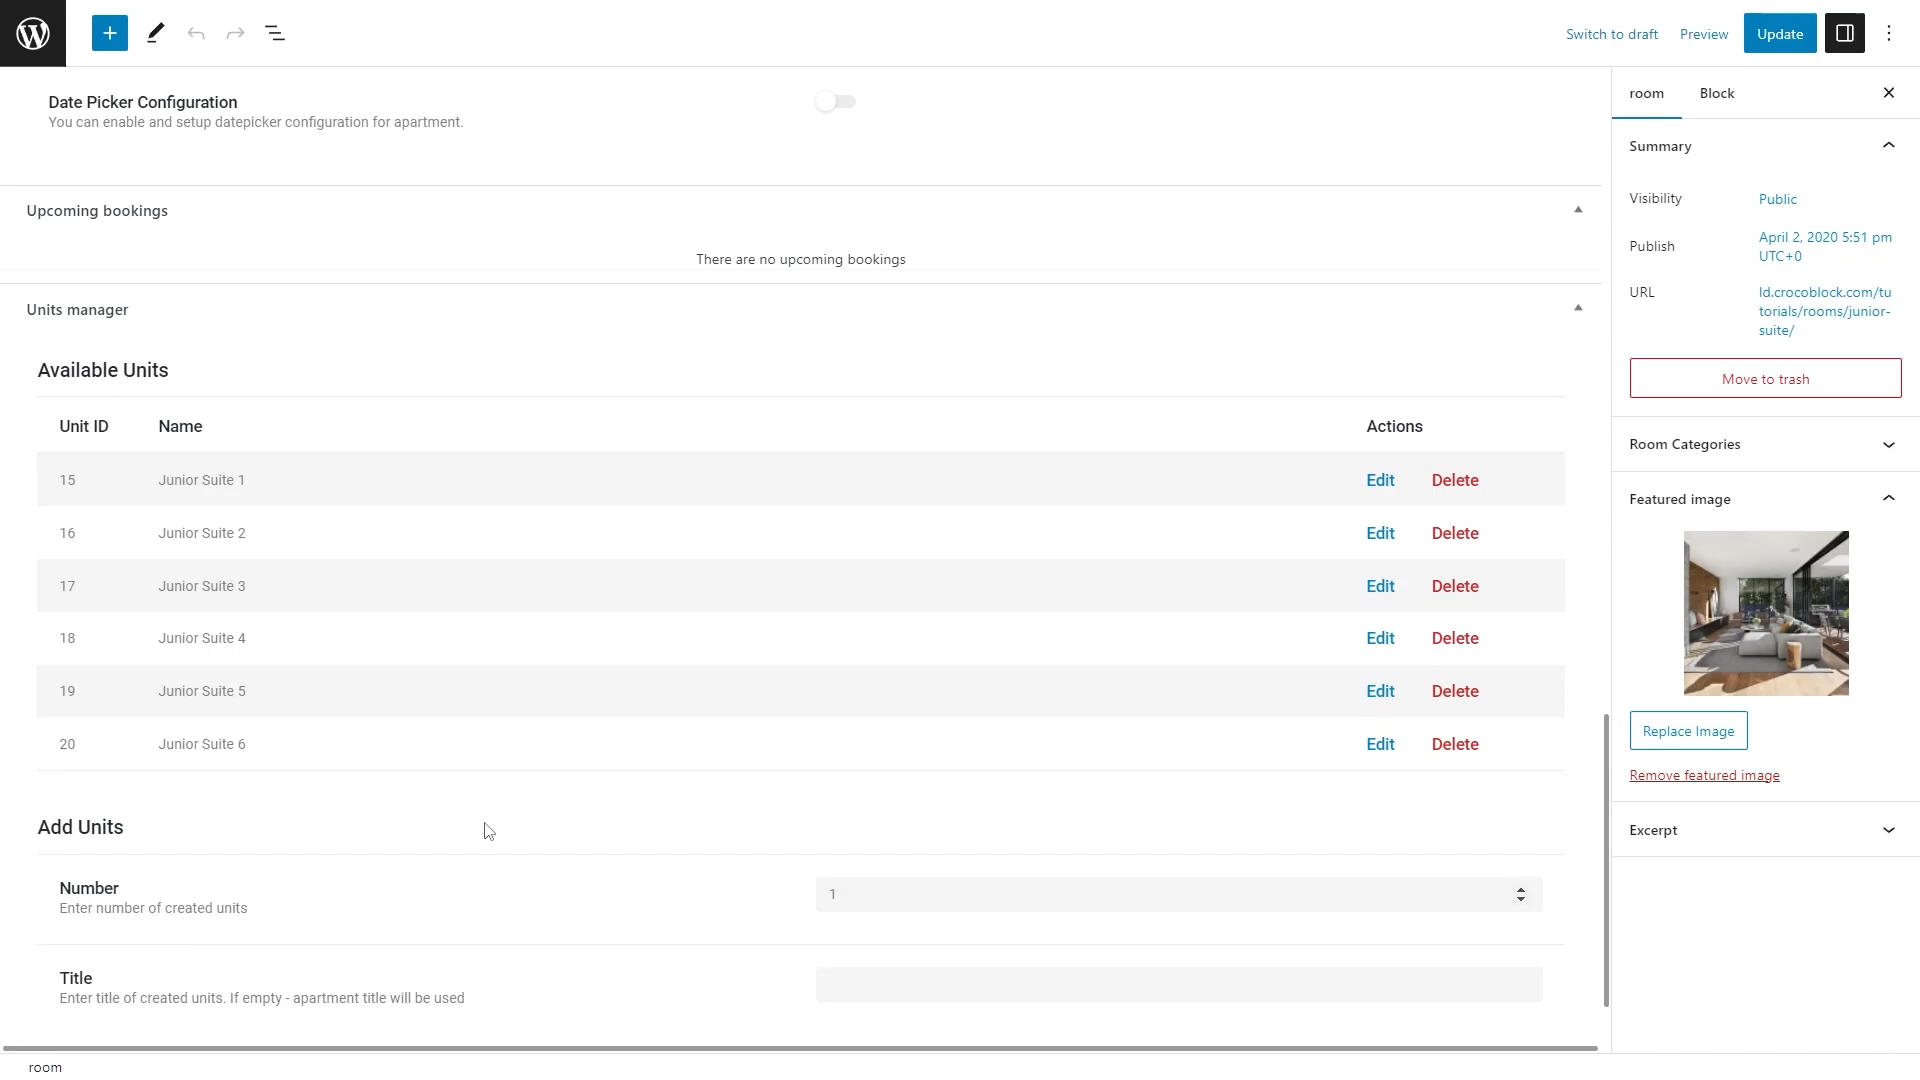 Switch to draft
Preview
Update
Date Picker Configuration
You can enable and setup datepicker configuration for apartment.
Upcoming bookings
There are no upcoming bookings
Units manager
Available Units
Unit ID Name Actions
15 Junior Suite 1 Edit Delete
16 Junior Suite 2 Edit Delete
17 Junior Suite 3 Edit Delete
18 Junior Suite 4 Edit Delete
19 Junior Suite 5 Edit Delete
20 Junior Suite 6 Edit Delete
Add Units
Number
Enter number of created units
1
Title
Enter title of created units. If empty - apartment title will be used
room
room Block
Summary
Visibility Public
Publish April 2, 2020 5:51 pm
UTC+0
URL ld.crocoblock.com/tu
torials/rooms/junior-
suite/
Move to trash
Room Categories
Featured image
Replace Image
Remove featured image
Excerpt